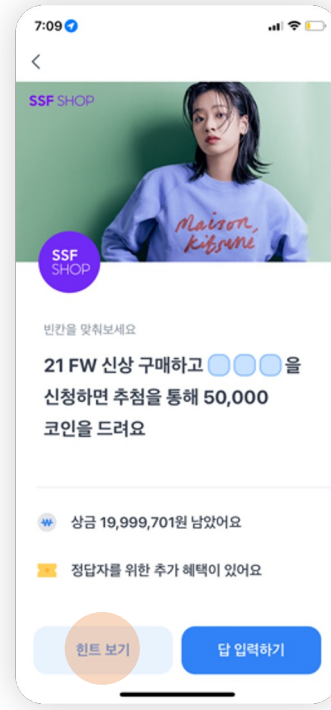 7:09
SSF SHOP
Maison
Kitsuné
SSF
SHOP
빈칸을 맞춰보세요
21 FW 신상 구매하고 을
신청하면 추첨을 통해 50,000
코인을 드려요
₩ 상금 19,999,701원 남았어요
정답자를 위한 추가 혜택이 있어요
힌트 보기
답 입력하기